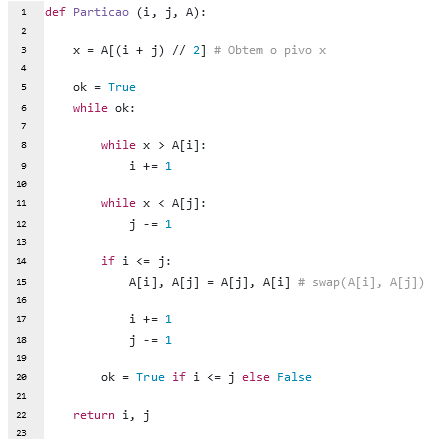 1 def Particao (i, j, A):
2
3 x = A[(i + j) // 2] # Obtem o pivo x
4
5 ok = True
6 while ok:
7
8 while x > A[i]:
9 i += 1
10
11 while x < A[j]:
12 j -= 1
13
14 if i <= j:
15 A[i], A[j] = A[j], A[i] # swap(A[i], A[j])
16
17 i += 1
18 j -= 1
19
20 ok = True if i <= j else False
21
22 return i, j
23